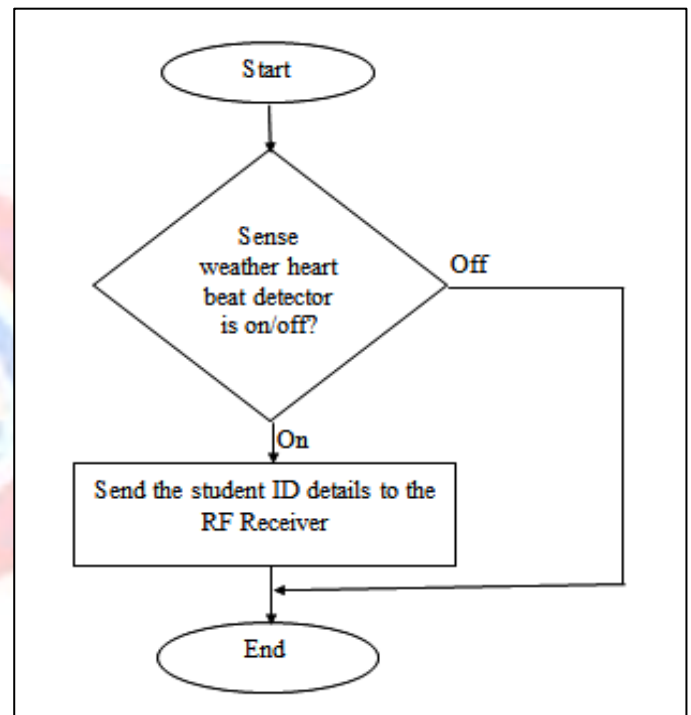 Start
Sense
weather heart
beat detector
is on/off?
Off
On
Send the student ID details to the
RF Receiver
End